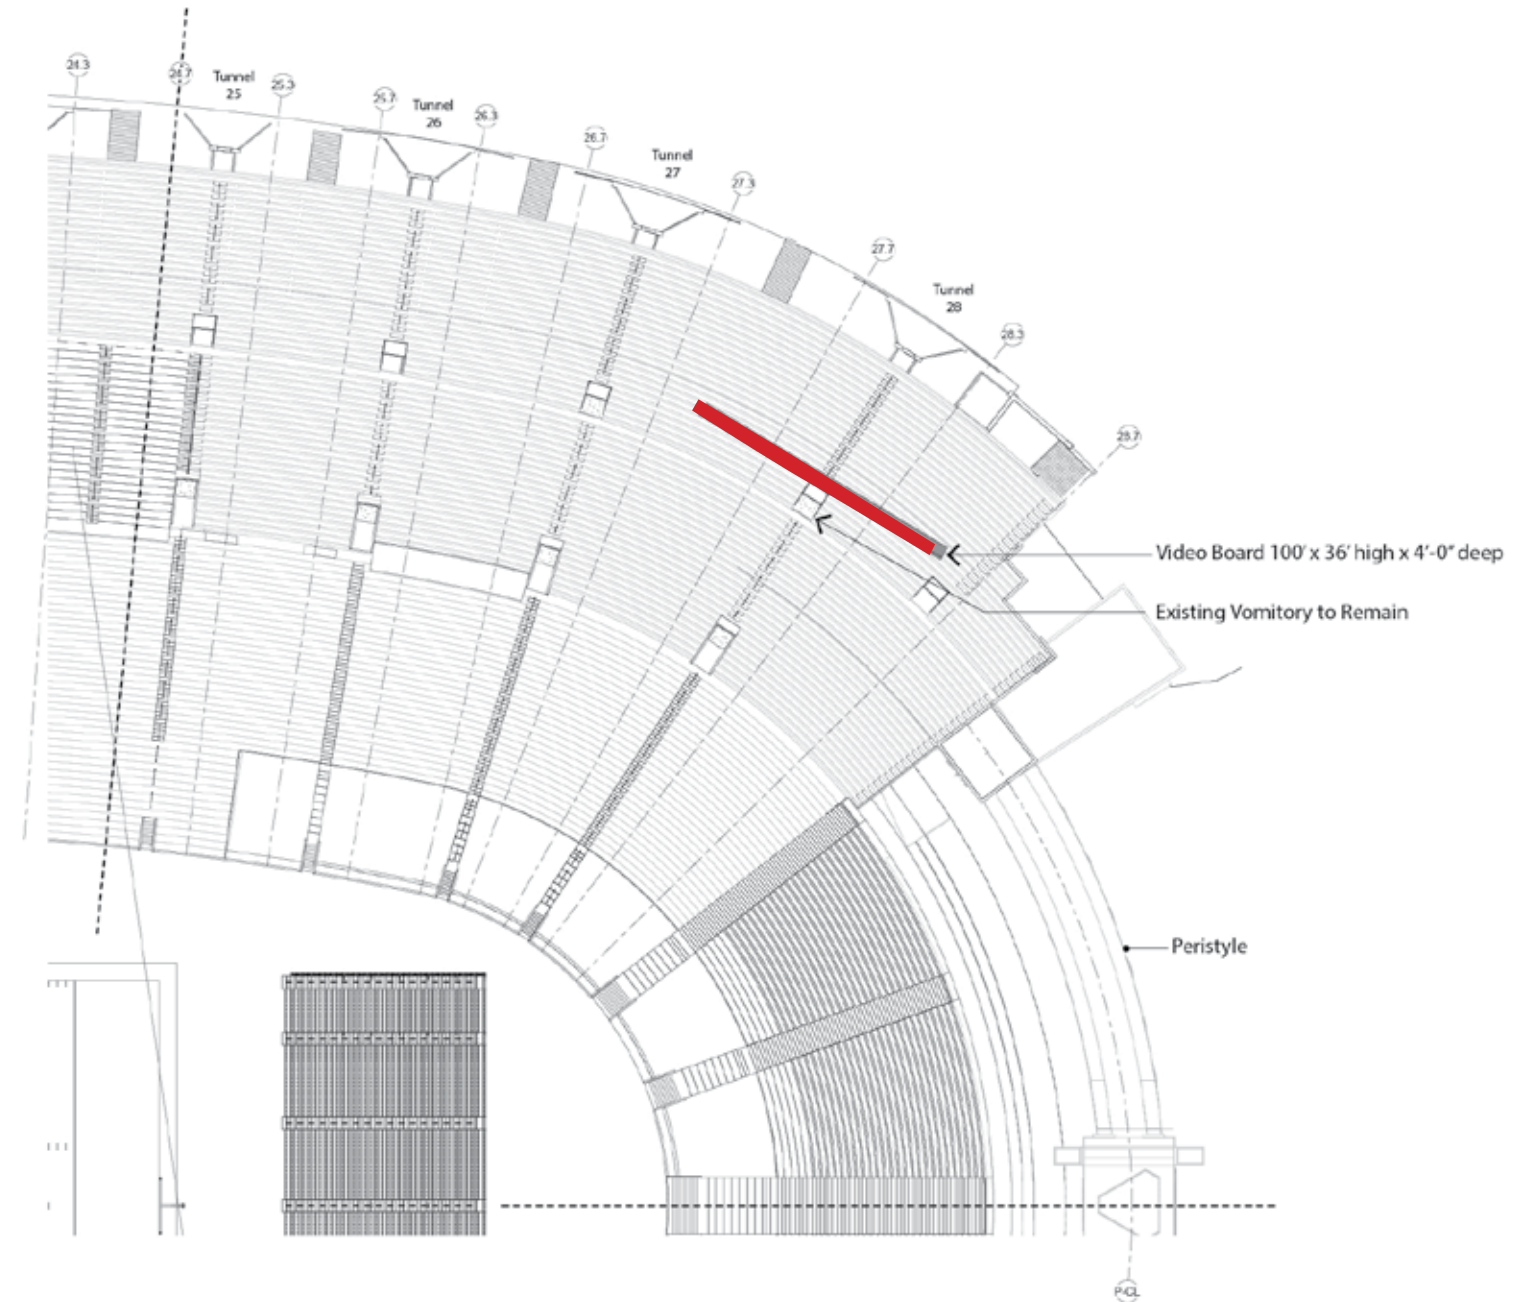 24.3
24.7
Tunnel
25
25.3
25.7
Tunnel
26
26.3
26.7
Tunnel
27
27.3
27.7
Tunnel
28
28.3
28.7
Video Board 100' x 36' high x 4'-0" deep
Existing Vomitory to Remain
Peristyle